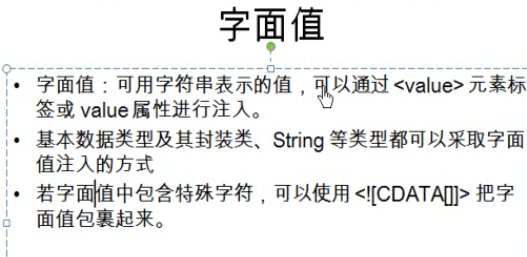 字面值
• 字面值：可用字符串表示的值，可以通过 <value> 元素标
签或 value 属性进行注入。
• 基本数据类型及其封装类、String 等类型都可以采取字面
值注入的方式
• 若字面值中包含特殊字符，可以使用 <![CDATA[]]> 把字
面值包裹起来。